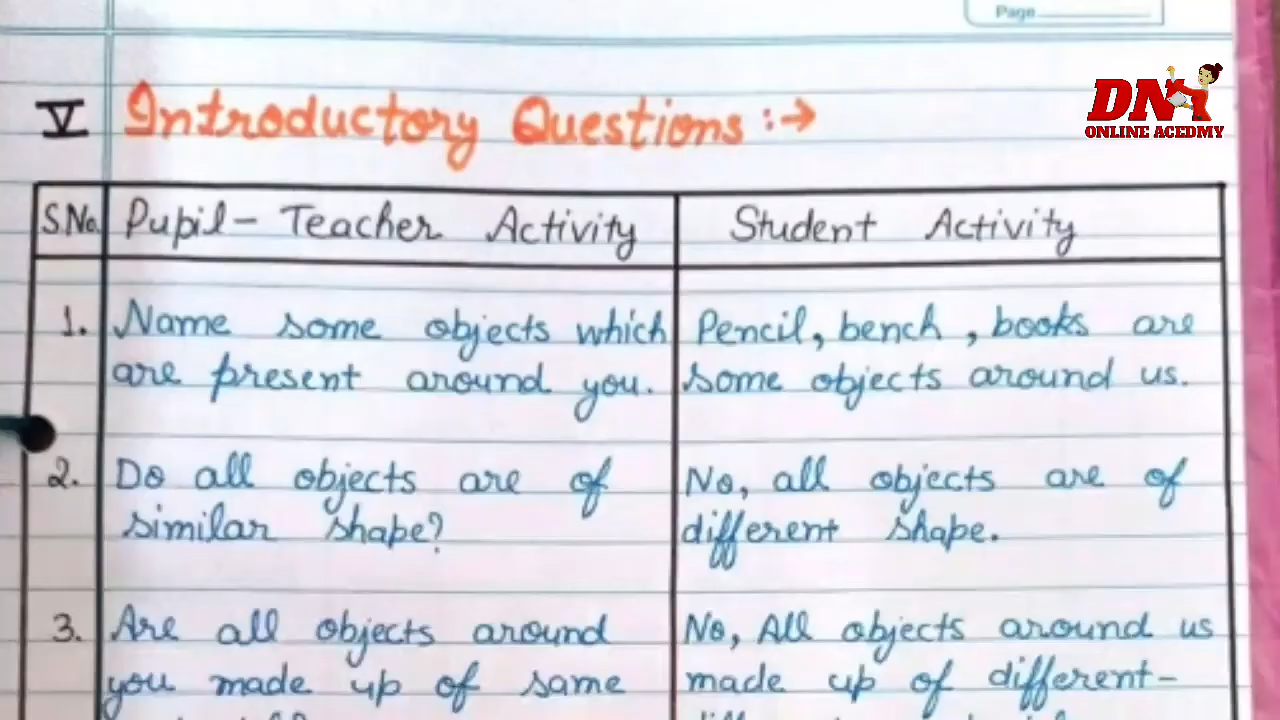 Page
DNA
ONLINE ACEDMY
V Introductory Questions :→
S.No. Pupil- Teacher Activity Student Activity
1. Name some objects which Pencil, bench, books are
are present around you. some objects around us.
2. Do all objects are of No, all objects are of
similar shape? different shape.
3. Are all objects around No, All objects around us
you made up of same made up of different-